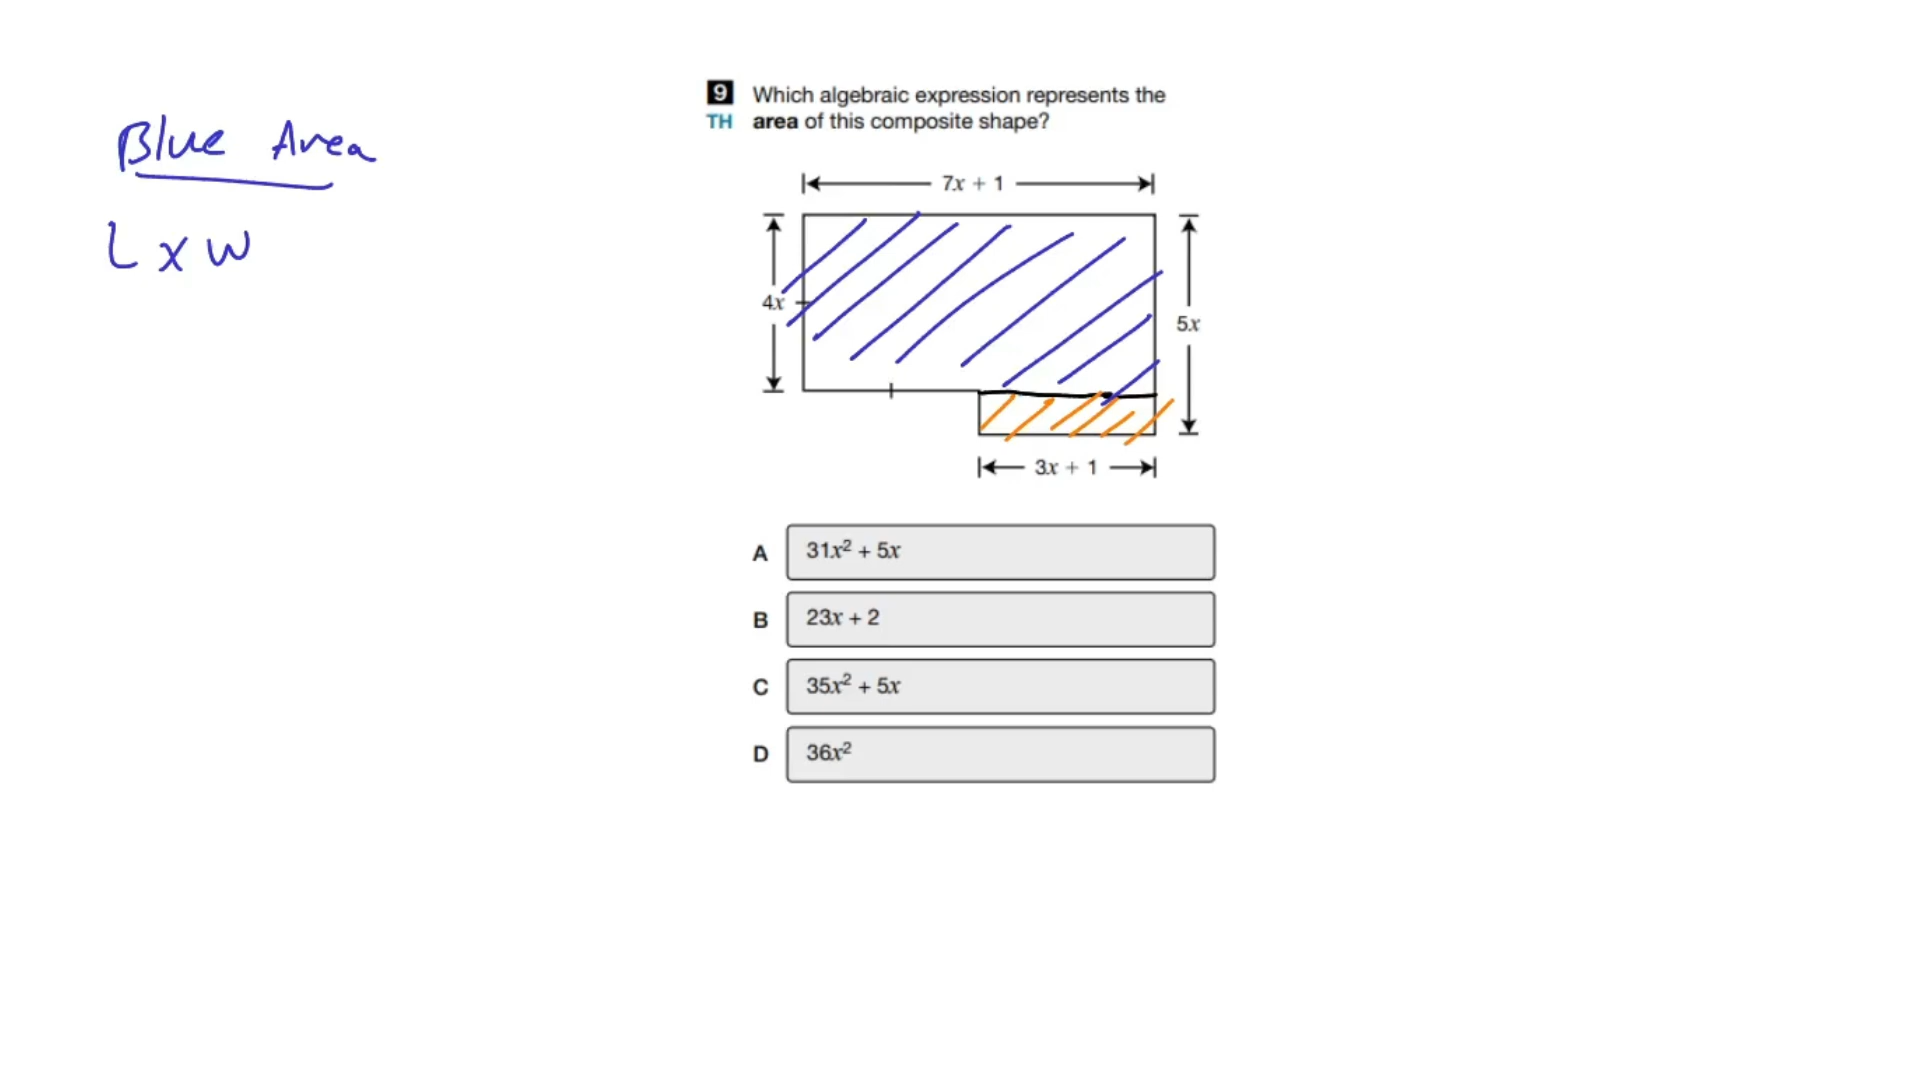 Blue Area
L x W
9 Which algebraic expression represents the
TH area of this composite shape?
7x + 1
4x
5x
3x + 1
A 31x² + 5x
B 23x + 2
C 35x² + 5x
D 36x²